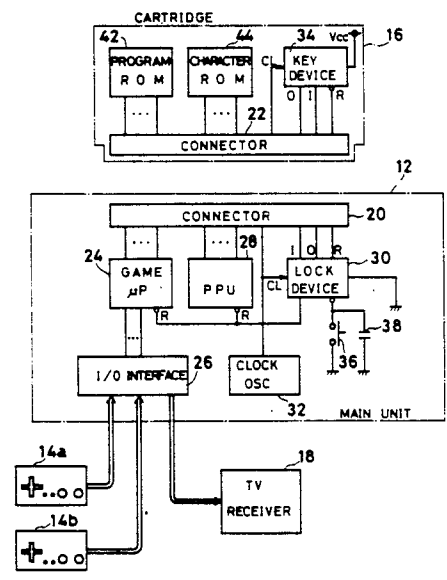 CARTRIDGE
42
44
34
Vcc
16
PROGRAM
ROM
CHARACTER
ROM
CL
KEY
DEVICE
O I R
22
CONNECTOR
12
CONNECTOR
20
24
28
I O R
30
GAME
µP
PPU
CL
LOCK
DEVICE
R
R
38
36
I/O INTERFACE
26
CLOCK
OSC
32
MAIN UNIT
14a
18
TV
RECEIVER
14b